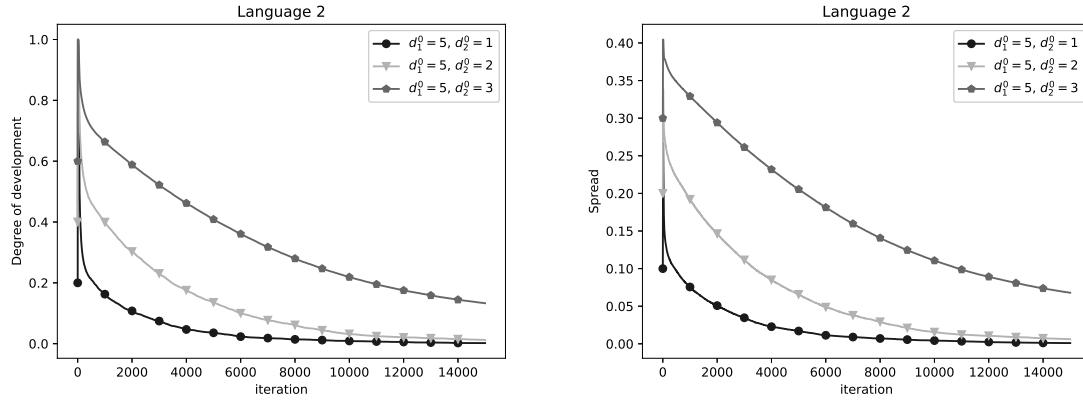 Language 2
Degree of development
1.0
0.8
0.6
0.4
0.2
0.0
0
2000
4000
6000
8000
10000
12000
14000
iteration
d₁⁰ = 5, d₂⁰ = 1
d₁⁰ = 5, d₂⁰ = 2
d₁⁰ = 5, d₂⁰ = 3
Language 2
Spread
0.40
0.35
0.30
0.25
0.20
0.15
0.10
0.05
0.00
0
2000
4000
6000
8000
10000
12000
14000
iteration
d₁⁰ = 5, d₂⁰ = 1
d₁⁰ = 5, d₂⁰ = 2
d₁⁰ = 5, d₂⁰ = 3